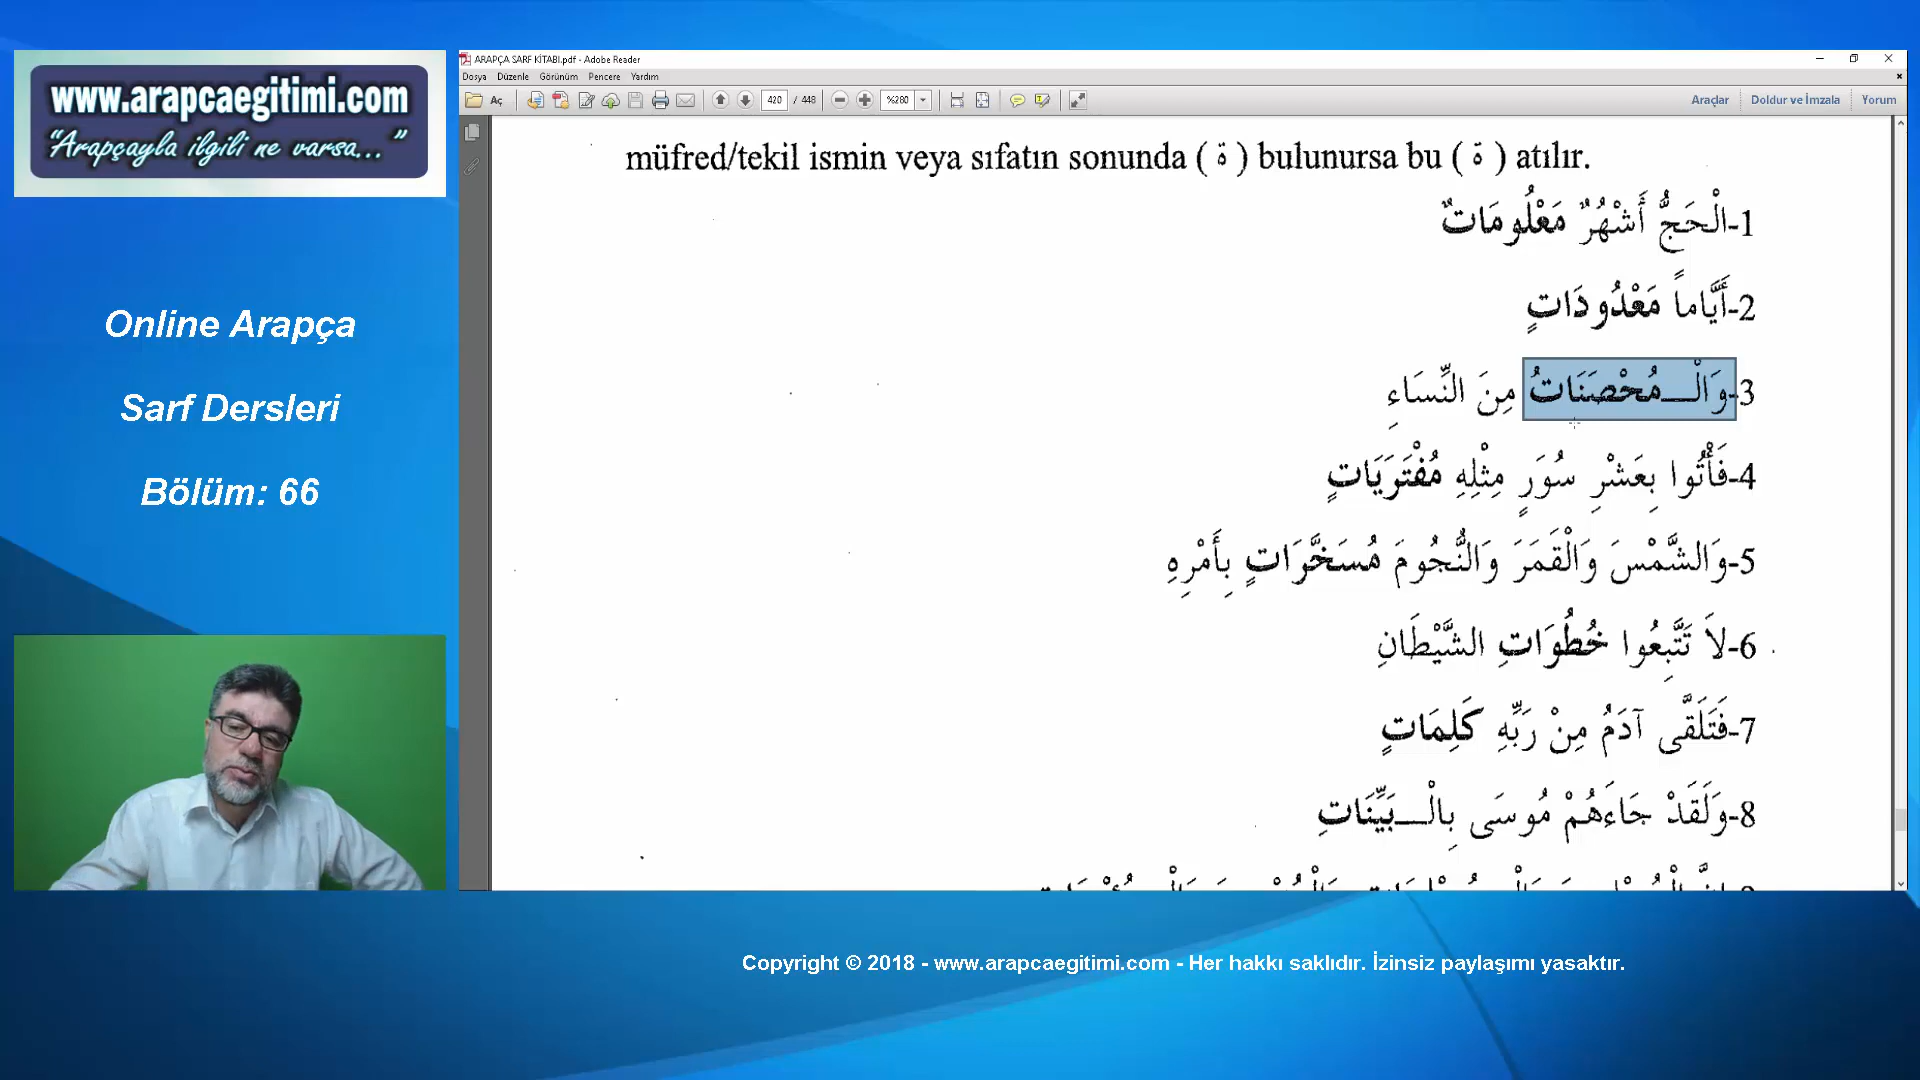 www.arapcaegitimi.com
“Arapçayla ilgili ne varsa...”
Online Arapça
Sarf Dersleri
Bölüm: 66
ARAPÇA SARF KİTABI.pdf - Adobe Reader
Dosya Düzenle Görünüm Pencere Yardım
Aç 420 / 448 %280 Araçlar Doldur ve İmzala Yorum
müfred/tekil ismin veya sıfatın sonunda ( ة ) bulunursa bu ( ة ) atılır.
1-الْحَجُّ أَشْهُرٌ مَعْلُومَاتٌ
2-أَيَّاماً مَعْدُودَاتٍ
3-وَالْـــمُحْصَنَاتُ مِنَ النِّسَاءِ
4-فَأْتُوا بِعَشْرِ سُوَرٍ مِثْلِهِ مُفْتَرَيَاتٍ
5-وَالشَّمْسَ وَالْقَمَرَ وَالنُّجُومَ مُسَخَّرَاتٍ بِأَمْرِهِ
6-لاَ تَتَّبِعُوا خُطُوَاتِ الشَّيْطَانِ
7-فَتَلَقَّى آدَمُ مِنْ رَبِّهِ كَلِمَاتٍ
8-وَلَقَدْ جَاءَهُمْ مُوسَى بِالْـــبَيِّنَاتِ
Copyright © 2018 - www.arapcaegitimi.com - Her hakkı saklıdır. İzinsiz paylaşımı yasaktır.